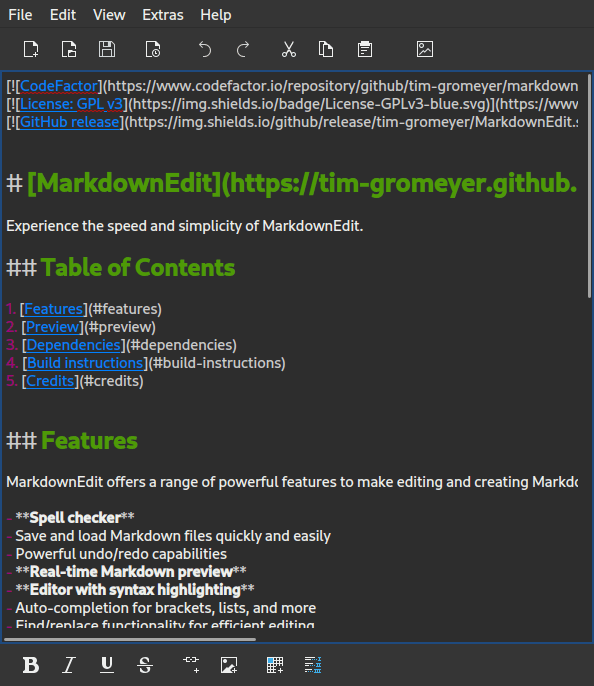 File Edit View Extras Help
[![CodeFactor](https://www.codefactor.io/repository/github/tim-gromeyer/markdown
[![License: GPL v3](https://img.shields.io/badge/License-GPLv3-blue.svg)](https://www
[![GitHub release](https://img.shields.io/github/release/tim-gromeyer/MarkdownEdit.s
# [MarkdownEdit](https://tim-gromeyer.github.
Experience the speed and simplicity of MarkdownEdit.
## Table of Contents
1. [Features](#features)
2. [Preview](#preview)
3. [Dependencies](#dependencies)
4. [Build instructions](#build-instructions)
5. [Credits](#credits)
## Features
MarkdownEdit offers a range of powerful features to make editing and creating Markdo
- **Spell checker**
- Save and load Markdown files quickly and easily
- Powerful undo/redo capabilities
- **Real-time Markdown preview**
- **Editor with syntax highlighting**
- Auto-completion for brackets, lists, and more
- Find/replace functionality for efficient editing
B I U S